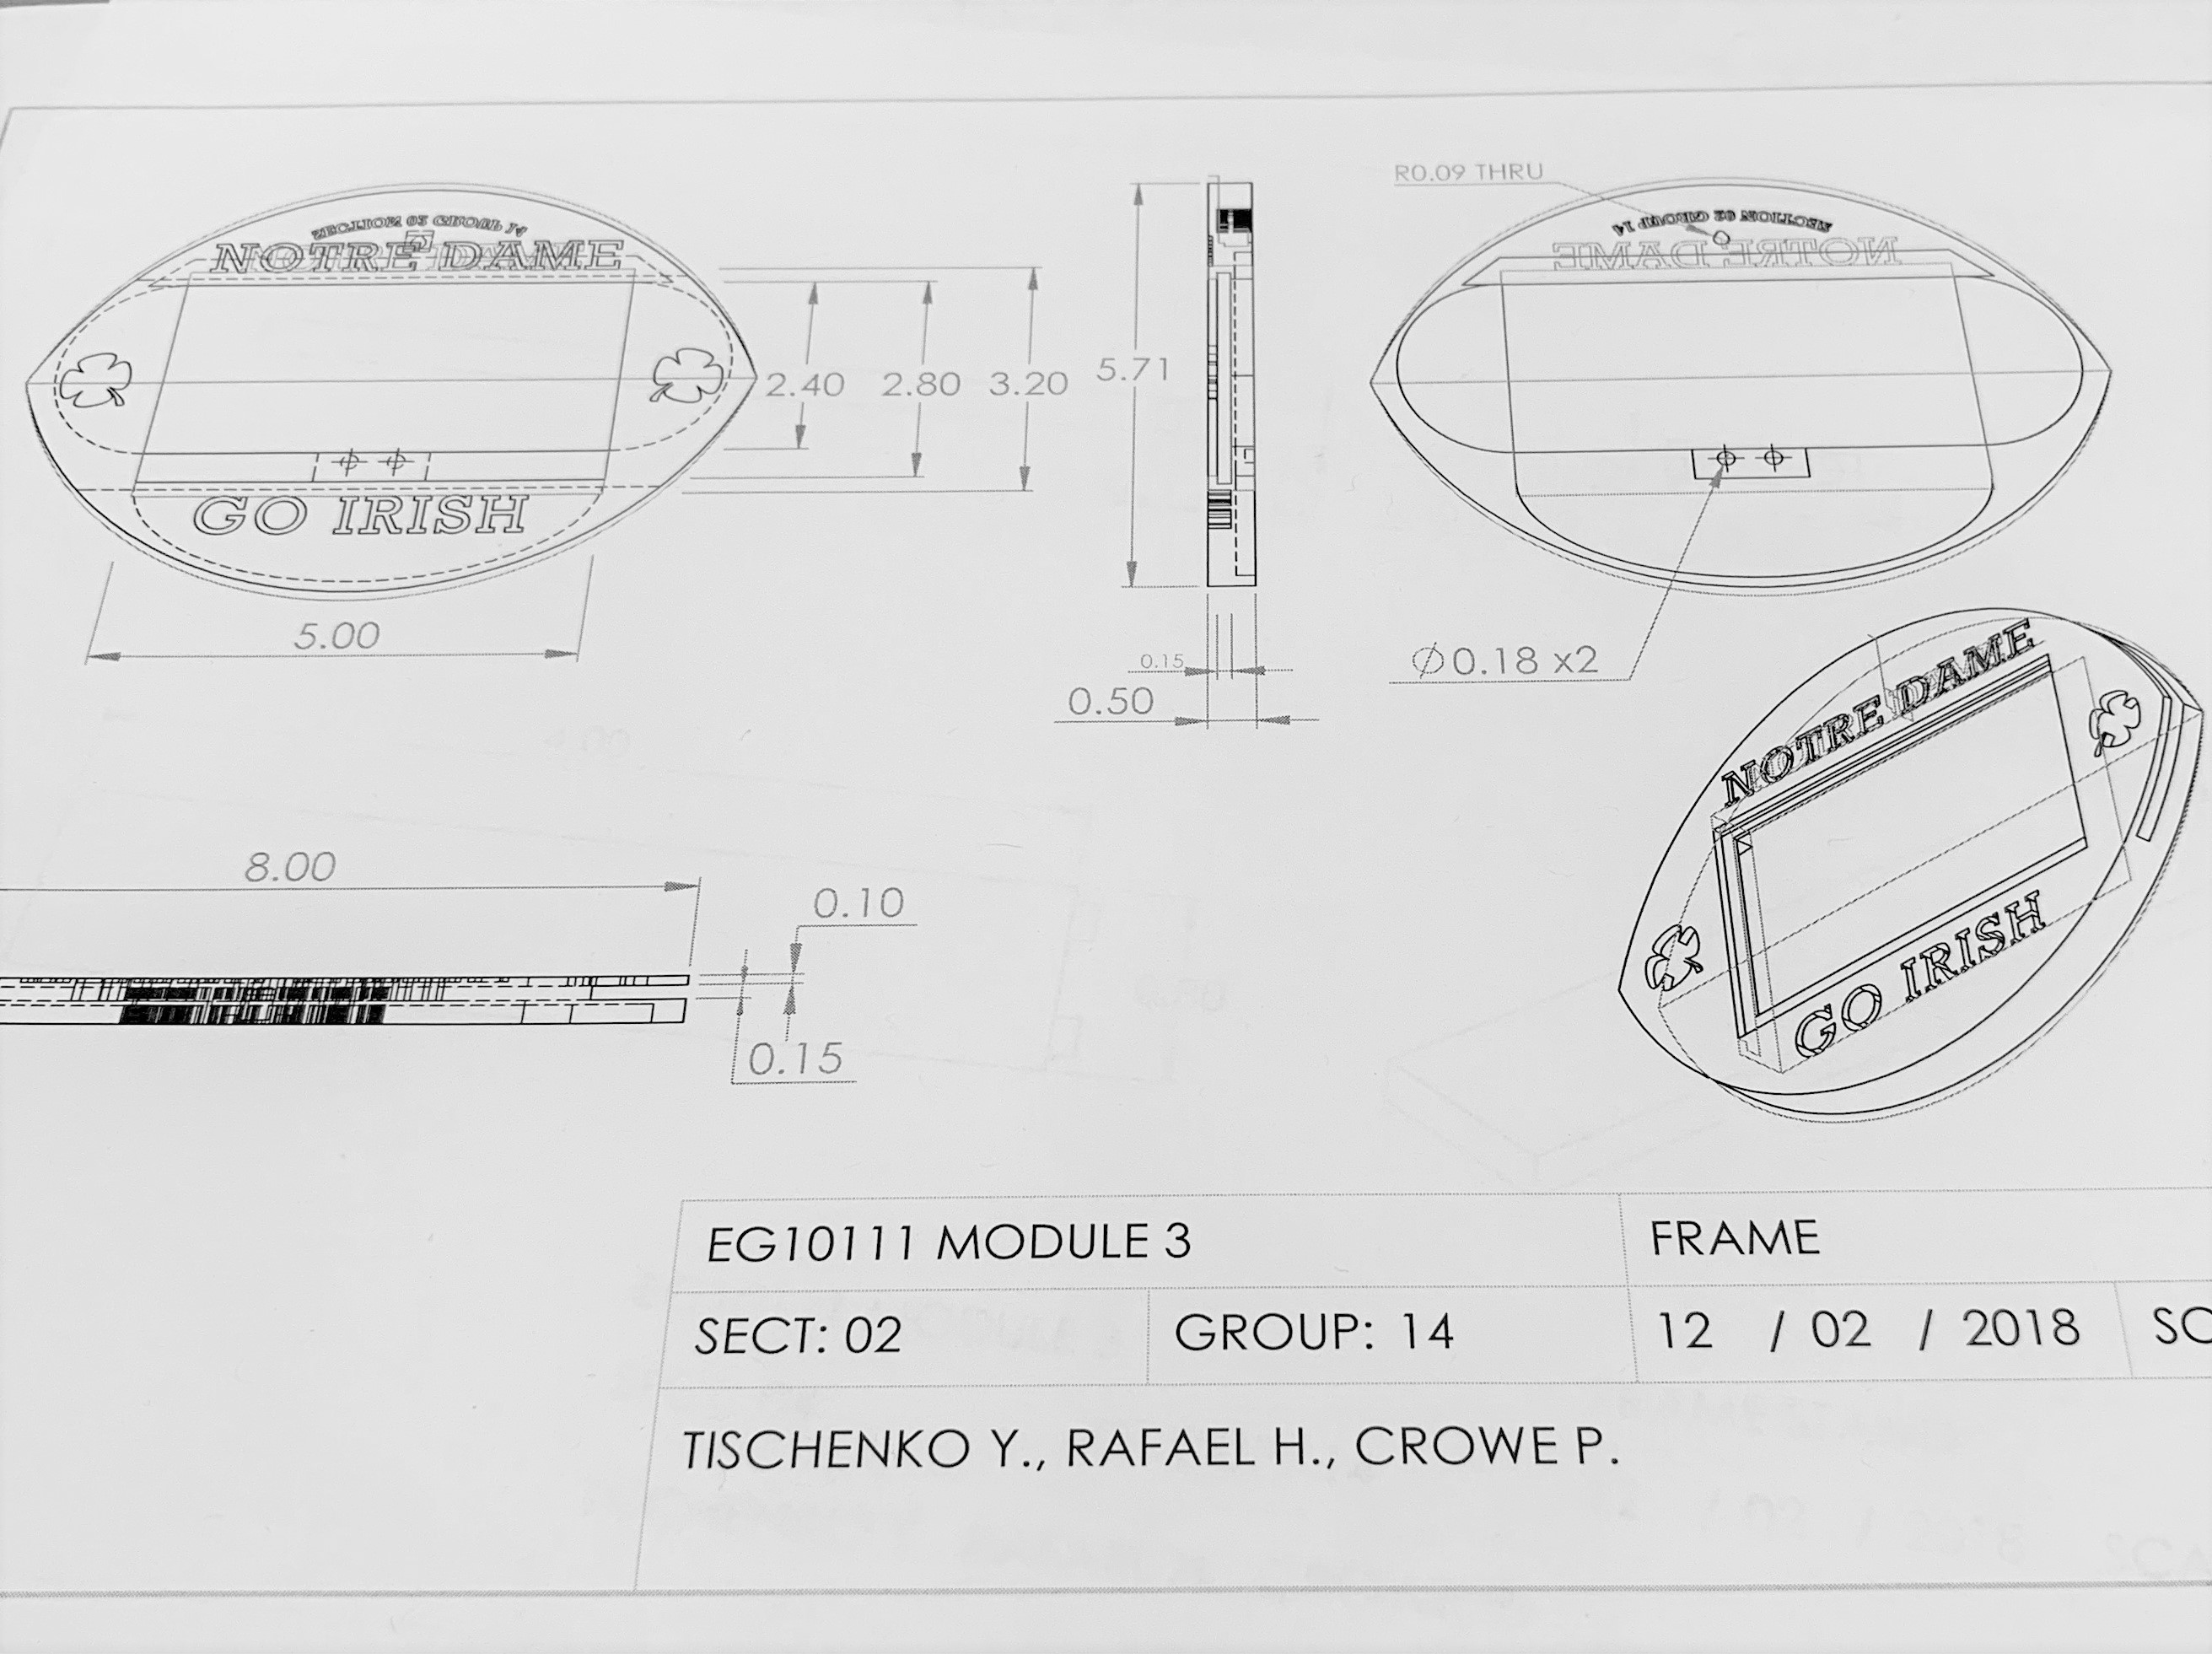 R0.09 THRU
SECTION 02 GROUP 14
NOTRE DAME
GO IRISH
2.40
2.80
3.20
5.71
5.00
0.15
0.50
SECTION 02 GROUP 14
NOTRE DAME
Ø0.18 x2
NOTRE DAME
GO IRISH
8.00
0.10
0.15
EG10111 MODULE 3
FRAME
SECT: 02
GROUP: 14
12 / 02 / 2018
SC
TISCHENKO Y., RAFAEL H., CROWE P.